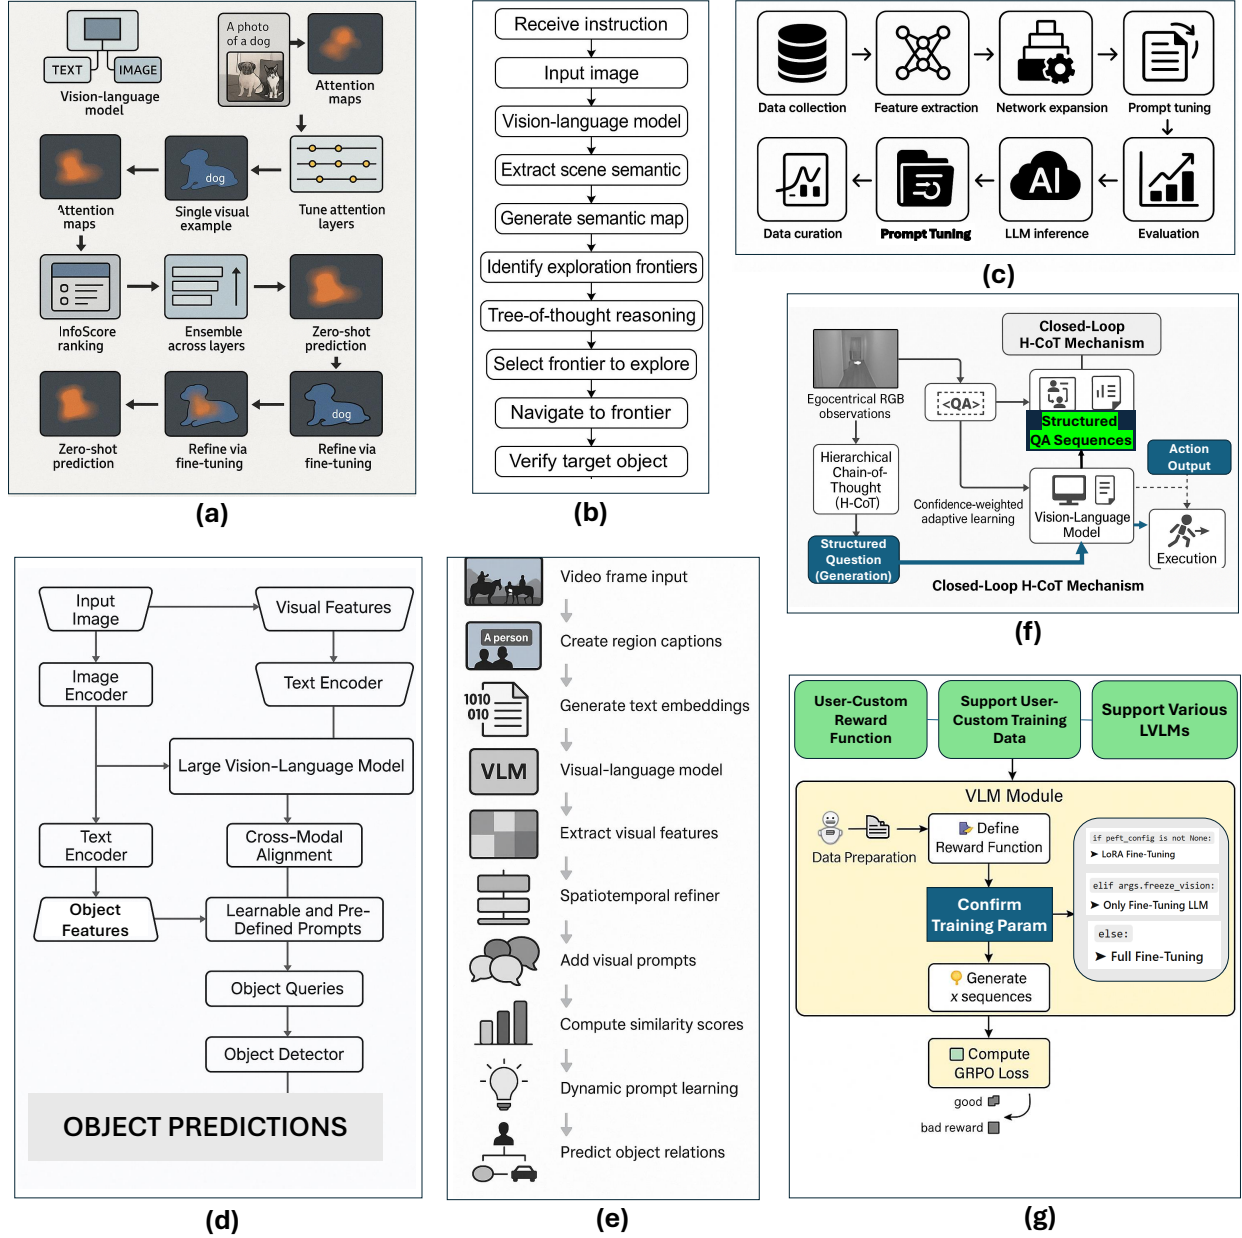 A photo
of a dog
TEXT
IMAGE
Vision-language
model
Attention
maps
Attention
maps
dog
Single visual
example
Tune attention
layers
InfoScore
ranking
Ensemble
across layers
Zero-shot
prediction
Zero-shot
prediction
Refine via
fine-tuning
dog
Refine via
fine-tuning
(a)
Receive instruction
Input image
Vision-language model
Extract scene semantic
Generate semantic map
Identify exploration frontiers
Tree-of-thought reasoning
Select frontier to explore
Navigate to frontier
Verify target object
(b)
Data collection
Feature extraction
Network expansion
Prompt tuning
AI
Data curation
Prompt Tuning
LLM inference
Evaluation
(c)
Input
Image
Visual Features
Image
Encoder
Text Encoder
Large Vision-Language Model
Text
Encoder
Cross-Modal
Alignment
Object
Features
Learnable and Pre-
Defined Prompts
Object Queries
Object Detector
OBJECT PREDICTIONS
(d)
Video frame input
A person
Create region captions
1010
010
Generate text embeddings
VLM
Visual-language model
Extract visual features
Spatiotemporal refiner
Add visual prompts
Compute similarity scores
Dynamic prompt learning
Predict object relations
(e)
Closed-Loop
H-CoT Mechanism
Egocentrical RGB
observations
<QA>
Structured
QA Sequences
Hierarchical
Chain-of-
Thought
(H-CoT)
Action
Output
Confidence-weighted
adaptive learning
Vision-Language
Model
Structured
Question
(Generation)
Execution
Closed-Loop H-CoT Mechanism
(f)
User-Custom
Reward
Function
Support User-
Custom Training
Data
Support Various
LVLMs
VLM Module
Data Preparation
Define
Reward Function
if peft_config is not None:
➤ LoRA Fine-Tuning
elif args.freeze_vision:
➤ Only Fine-Tuning LLM
else:
➤ Full Fine-Tuning
Confirm
Training Param
Generate
x sequences
Compute
GRPO Loss
good
bad reward
(g)